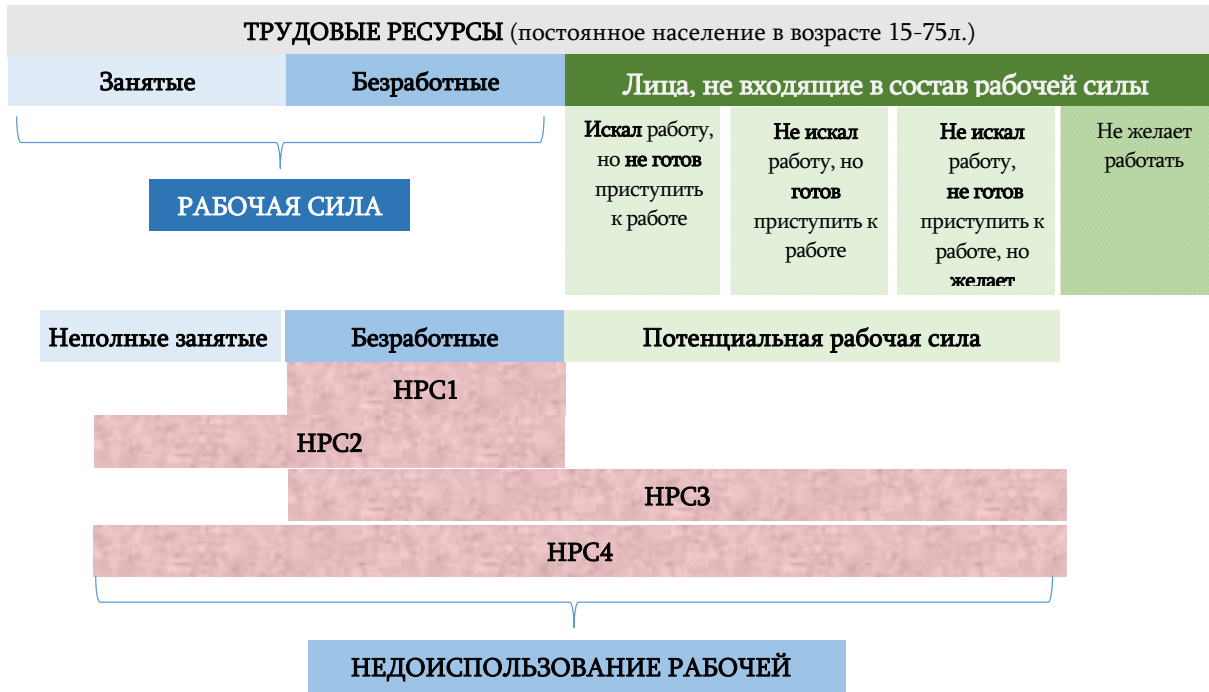 ТРУДОВЫЕ РЕСУРСЫ (постоянное население в возрасте 15-75л.)
Занятые
Безработные
Лица, не входящие в состав рабочей силы
Искал работу,
но не готов
приступить
к работе
Не искал
работу, но
готов
приступить к
работе
Не искал
работу,
не готов
приступить к
работе, но
желает
Не желает
работать
РАБОЧАЯ СИЛА
Неполные занятые
Безработные
Потенциальная рабочая сила
НРС1
НРС2
НРС3
НРС4
НЕДОИСПОЛЬЗОВАНИЕ РАБОЧЕЙ